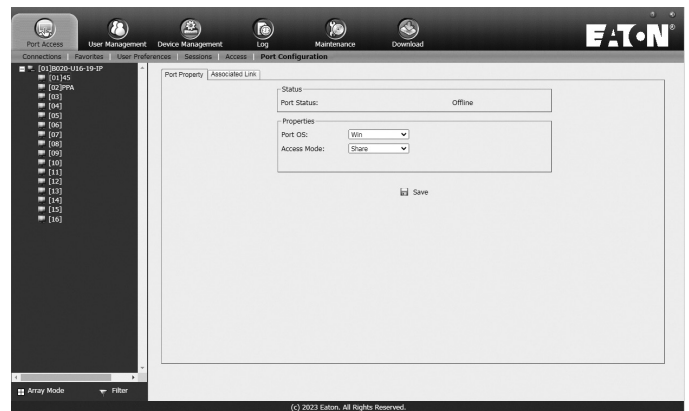 Port Access User Management Device Management Log Maintenance Download
EATON®
Connections Favorites User Preferences Sessions Access Port Configuration
[01]B020-U16-19-IP
[01]45
[02]PPA
[03]
[04]
[05]
[06]
[07]
[08]
[09]
[10]
[11]
[12]
[13]
[14]
[15]
[16]
Port Property Associated Link
Status
Port Status: Offline
Properties
Port OS: Win
Access Mode: Share
Save
Array Mode Filter
(c) 2023 Eaton. All Rights Reserved.